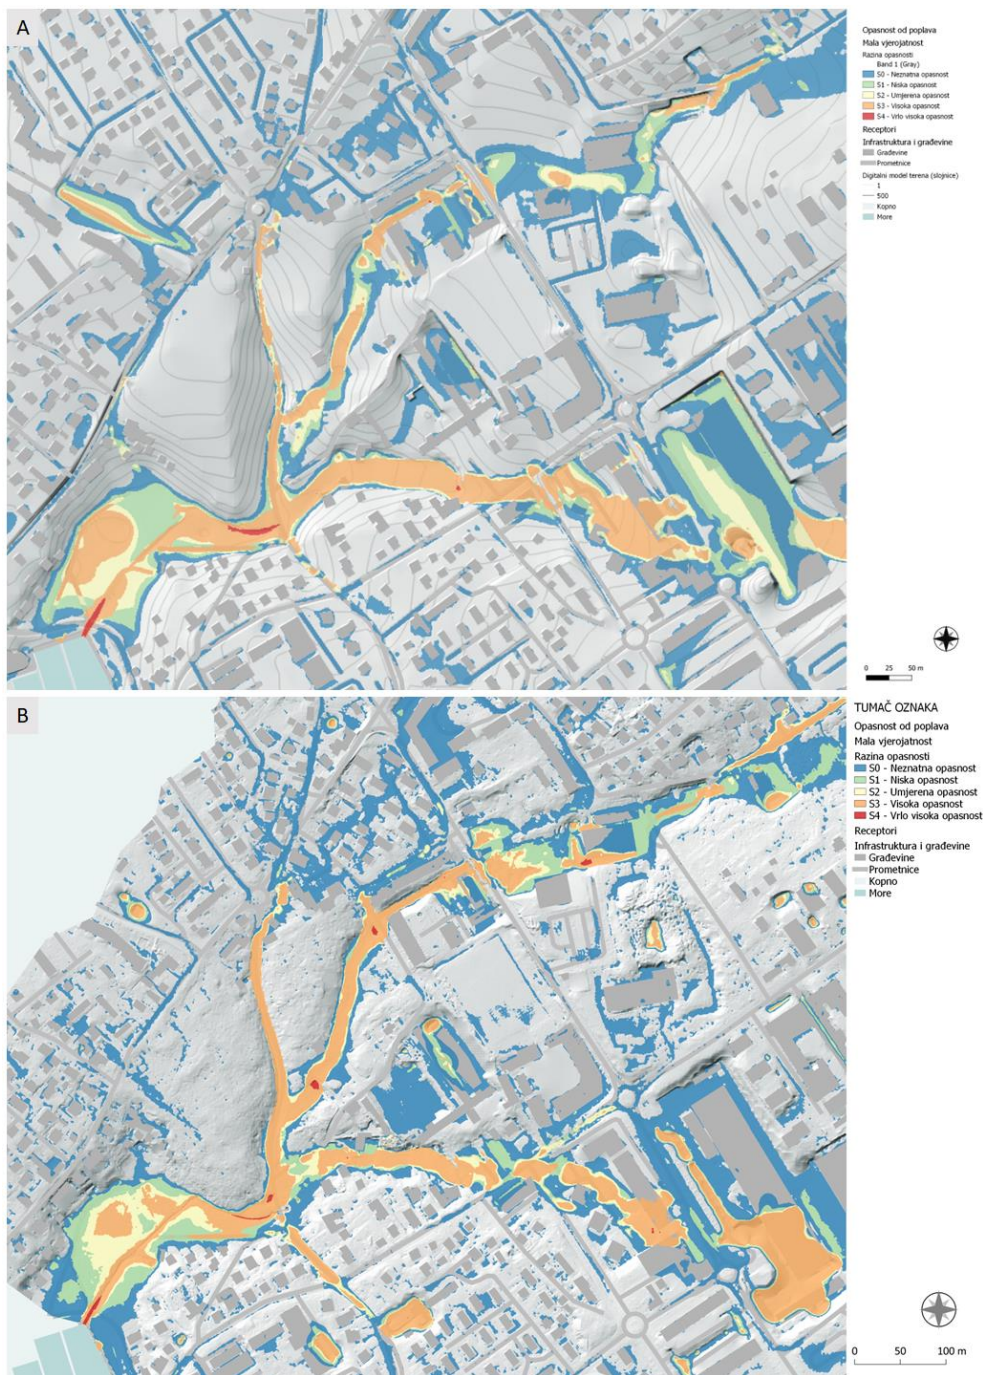 A
Opasnost od poplava
Mala vjerojatnost
Razina opasnosti
Band 1 (Gray)
S0 - Neznatna opasnost
S1 - Niska opasnost
S2 - Umjerena opasnost
S3 - Visoka opasnost
S4 - Vrlo visoka opasnost
Receptori
Infrastruktura i građevine
Građevine
Prometnice
Digitalni model terena (slojnice)
1
500
Kopno
More
0 25 50 m
B
TUMAČ OZNAKA
Opasnost od poplava
Mala vjerojatnost
Razina opasnosti
S0 - Neznatna opasnost
S1 - Niska opasnost
S2 - Umjerena opasnost
S3 - Visoka opasnost
S4 - Vrlo visoka opasnost
Receptori
Infrastruktura i građevine
Građevine
Prometnice
Kopno
More
0 50 100 m